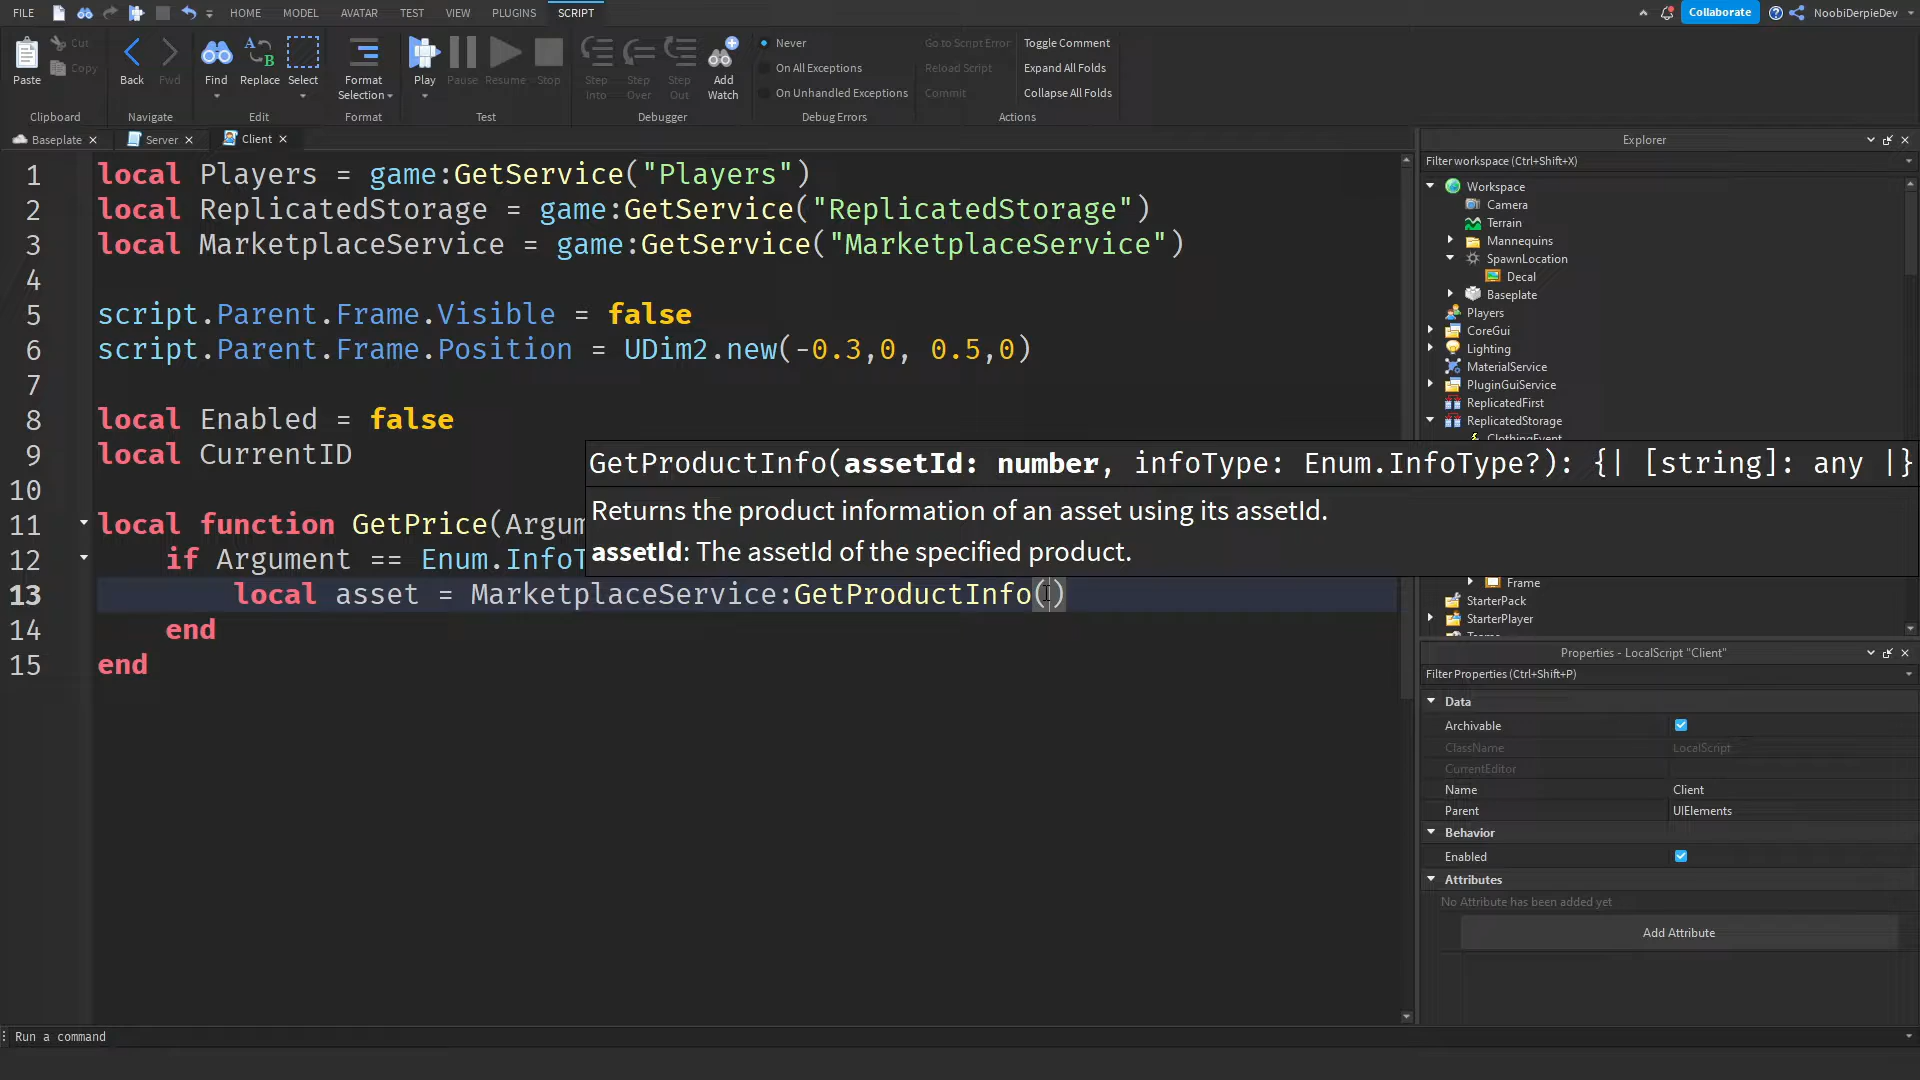 FILE HOME MODEL AVATAR TEST VIEW PLUGINS SCRIPT Collaborate NoobiDerpieDev
Paste Cut Copy Back Fwd Find Replace Select Format Selection Play Pause Resume Stop Step Into Step Over Step Out Add Watch
Never
On All Exceptions
On Unhandled Exceptions
Go to Script Error
Reload Script
Commit
Toggle Comment
Expand All Folds
Collapse All Folds
Clipboard Navigate Edit Format Test Debugger Debug Errors Actions
Baseplate Server Client
1 local Players = game:GetService("Players")
2 local ReplicatedStorage = game:GetService("ReplicatedStorage")
3 local MarketplaceService = game:GetService("MarketplaceService")
4
5 script.Parent.Frame.Visible = false
6 script.Parent.Frame.Position = UDim2.new(-0.3,0, 0.5,0)
7
8 local Enabled = false
9 local CurrentID
10
11 local function GetPrice(Argum
12 if Argument == Enum.InfoT
13 local asset = MarketplaceService:GetProductInfo()
14 end
15 end
GetProductInfo(assetId: number, infoType: Enum.InfoType?): {| [string]: any |}
Returns the product information of an asset using its assetId.
assetId: The assetId of the specified product.
Explorer
Filter workspace (Ctrl+Shift+X)
Workspace
Camera
Terrain
Mannequins
SpawnLocation
Decal
Baseplate
Players
CoreGui
Lighting
MaterialService
PluginGuiService
ReplicatedFirst
ReplicatedStorage
ClothingEvent
Frame
StarterPack
StarterPlayer
Teams
Properties - LocalScript "Client"
Filter Properties (Ctrl+Shift+P)
Data
Archivable
ClassName LocalScript
CurrentEditor
Name Client
Parent UIElements
Behavior
Enabled
Attributes
No Attribute has been added yet
Add Attribute
Run a command